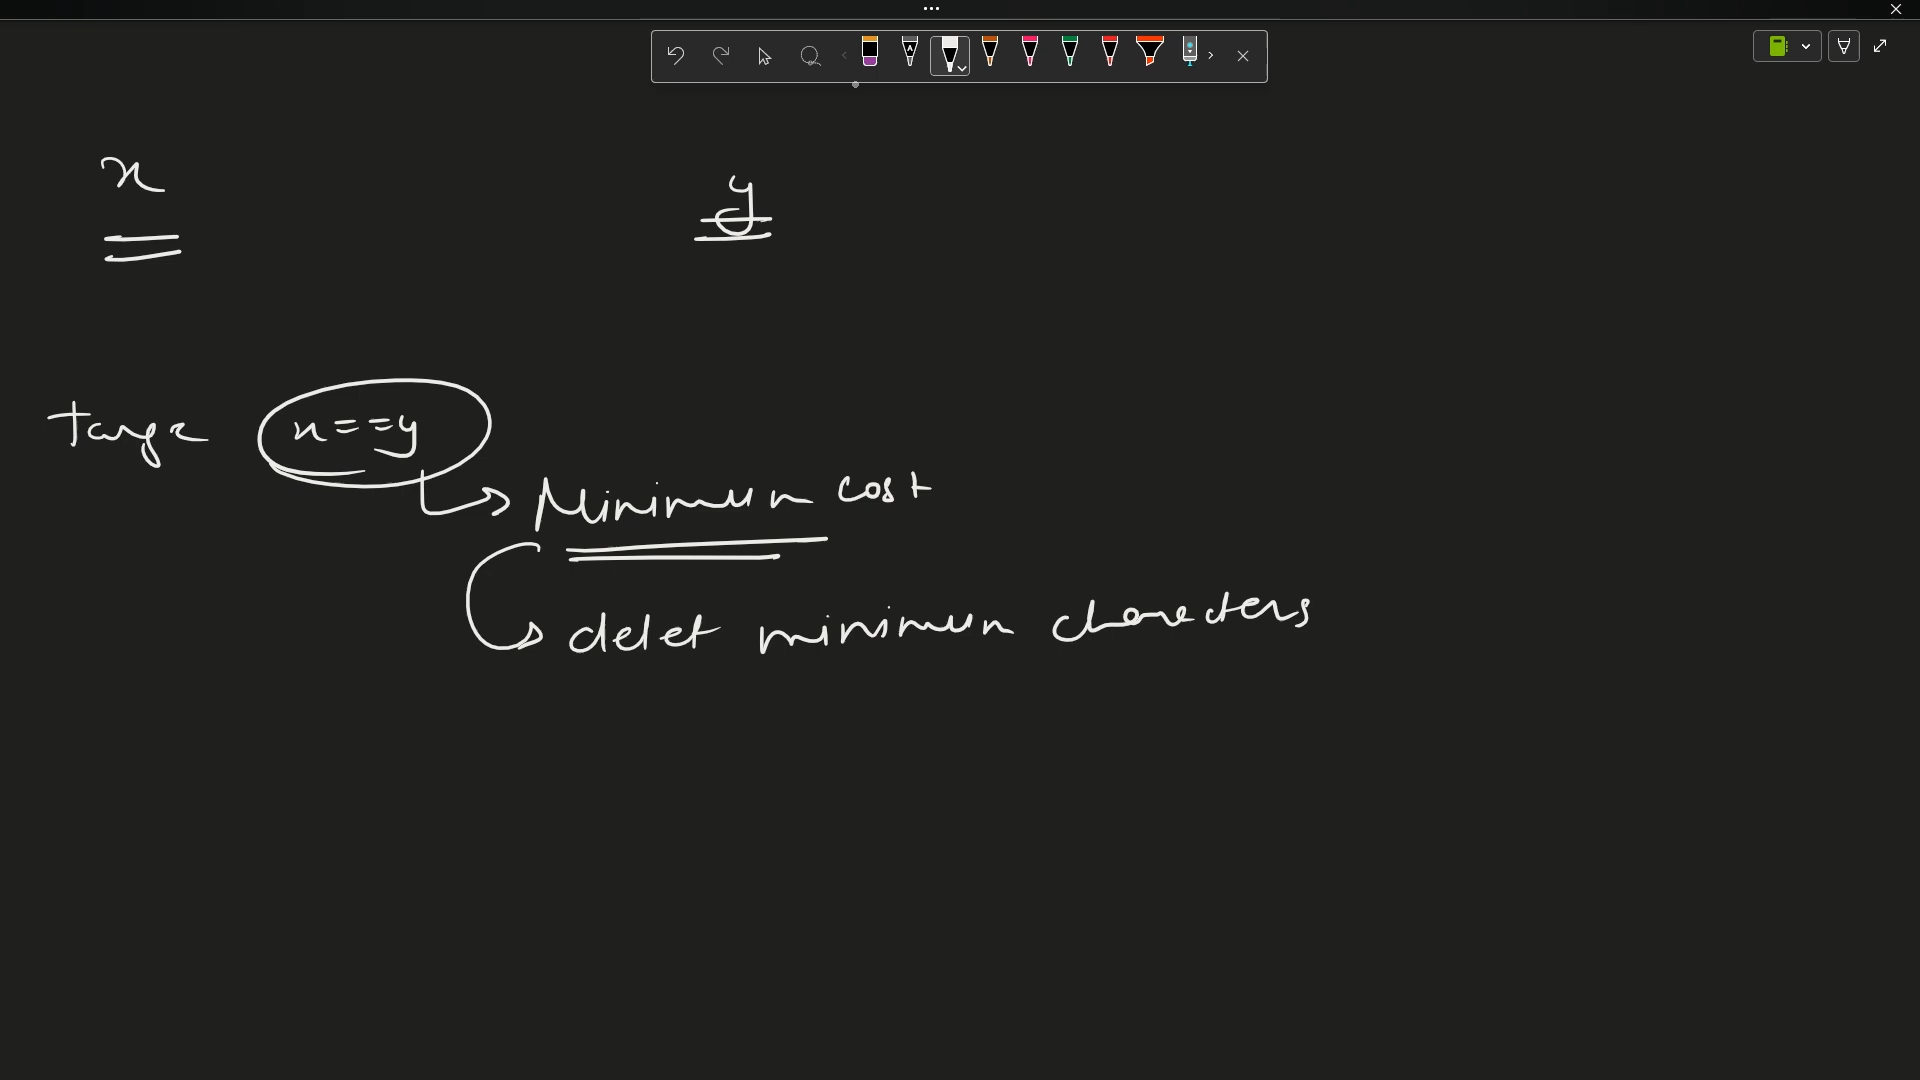 x
y
Targe x==y
Minimum cost
delet minimum characters